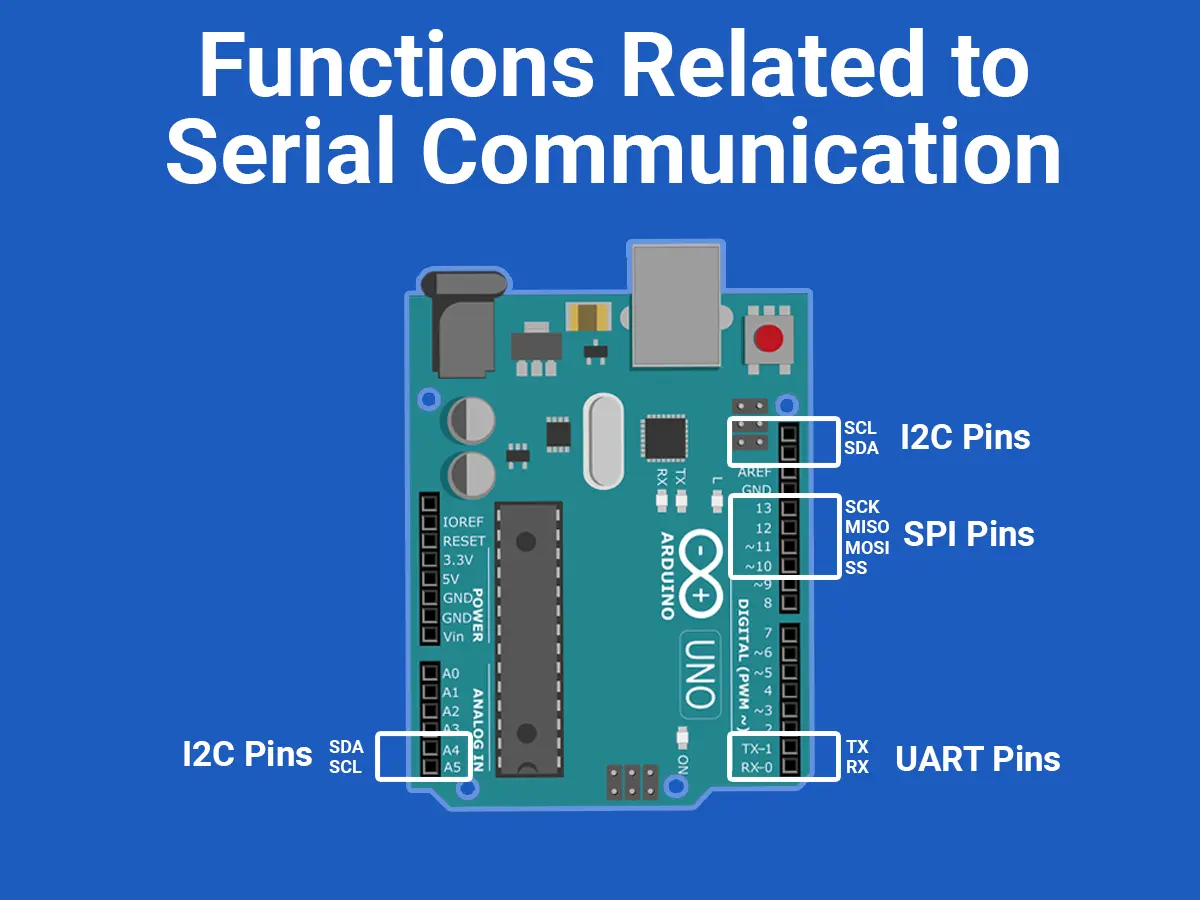 Functions Related to
Serial Communication
SCL
SDA
I2C Pins
AREF
GND
RX
TX
L
13
12
~11
~10
~9
8
SCK
MISO
MOSI
SS
SPI Pins
IOREF
RESET
3.3V
5V
GND
GND
Vin
POWER
ARDUINO
UNO
DIGITAL (PWM ~)
7
~6
~5
4
~3
2
TX→1
RX←0
A0
A1
A2
A3
A4
A5
ANALOG IN
ON
I2C Pins
SDA
SCL
TX
RX
UART Pins